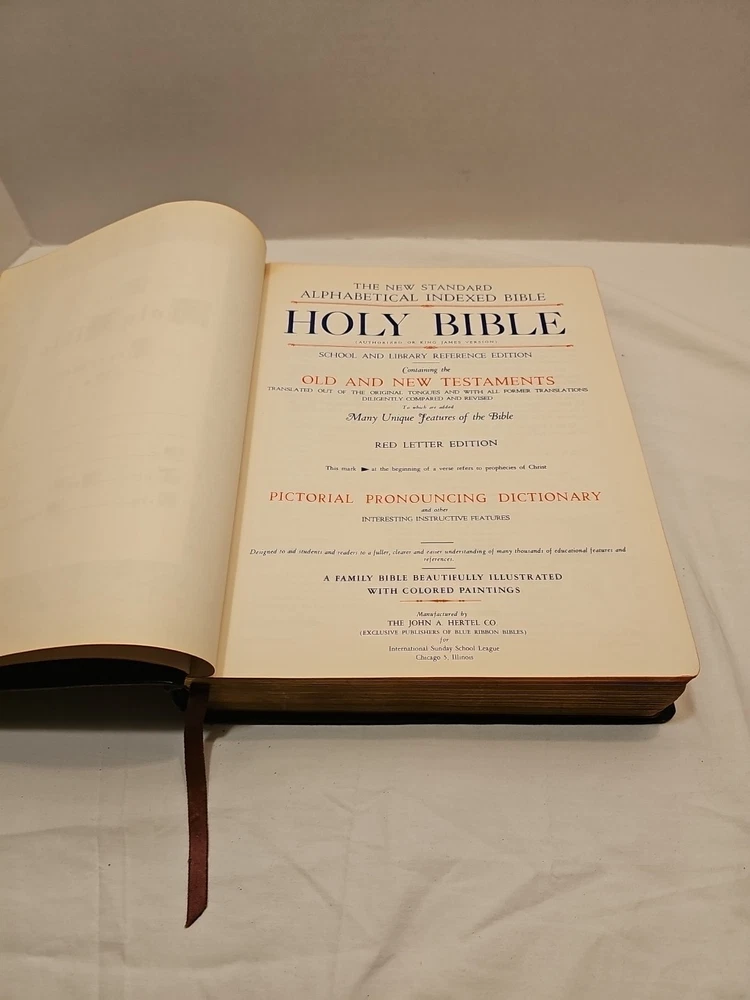 THE NEW STANDARD
ALPHABETICAL INDEXED BIBLE
HOLY BIBLE
(AUTHORIZED OR KING JAMES VERSION)
SCHOOL AND LIBRARY REFERENCE EDITION
Containing the
OLD AND NEW TESTAMENTS
TRANSLATED OUT OF THE ORIGINAL TONGUES AND WITH ALL FORMER TRANSLATIONS
DILIGENTLY COMPARED AND REVISED
To which are added
Many Unique Features of the Bible
RED LETTER EDITION
This mark ► at the beginning of a verse refers to prophecies of Christ
PICTORIAL PRONOUNCING DICTIONARY
and other
INTERESTING INSTRUCTIVE FEATURES
Designed to aid students and readers to a fuller, clearer and easier understanding of many thousands of educational features and
references.
A FAMILY BIBLE BEAUTIFULLY ILLUSTRATED
WITH COLORED PAINTINGS
Manufactured by
THE JOHN A. HERTEL CO
(EXCLUSIVE PUBLISHERS OF BLUE RIBBON BIBLES)
for
International Sunday School League
Chicago 5, Illinois